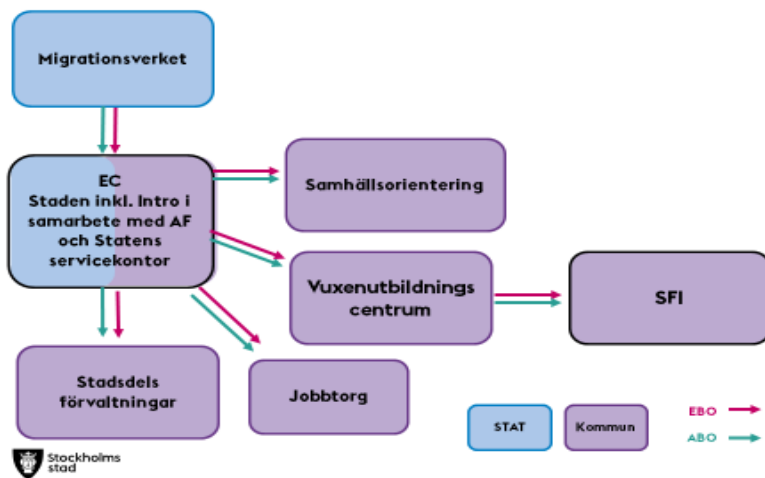 Migrationsverket
EC
Staden inkl. Intro i
samarbete med AF
och Statens
servicekontor
Samhällsorientering
Vuxenutbildnings
centrum
SFI
Stadsdels
förvaltningar
Jobbtorg
STAT
Kommun
EBO
ABO
Stockholms
stad